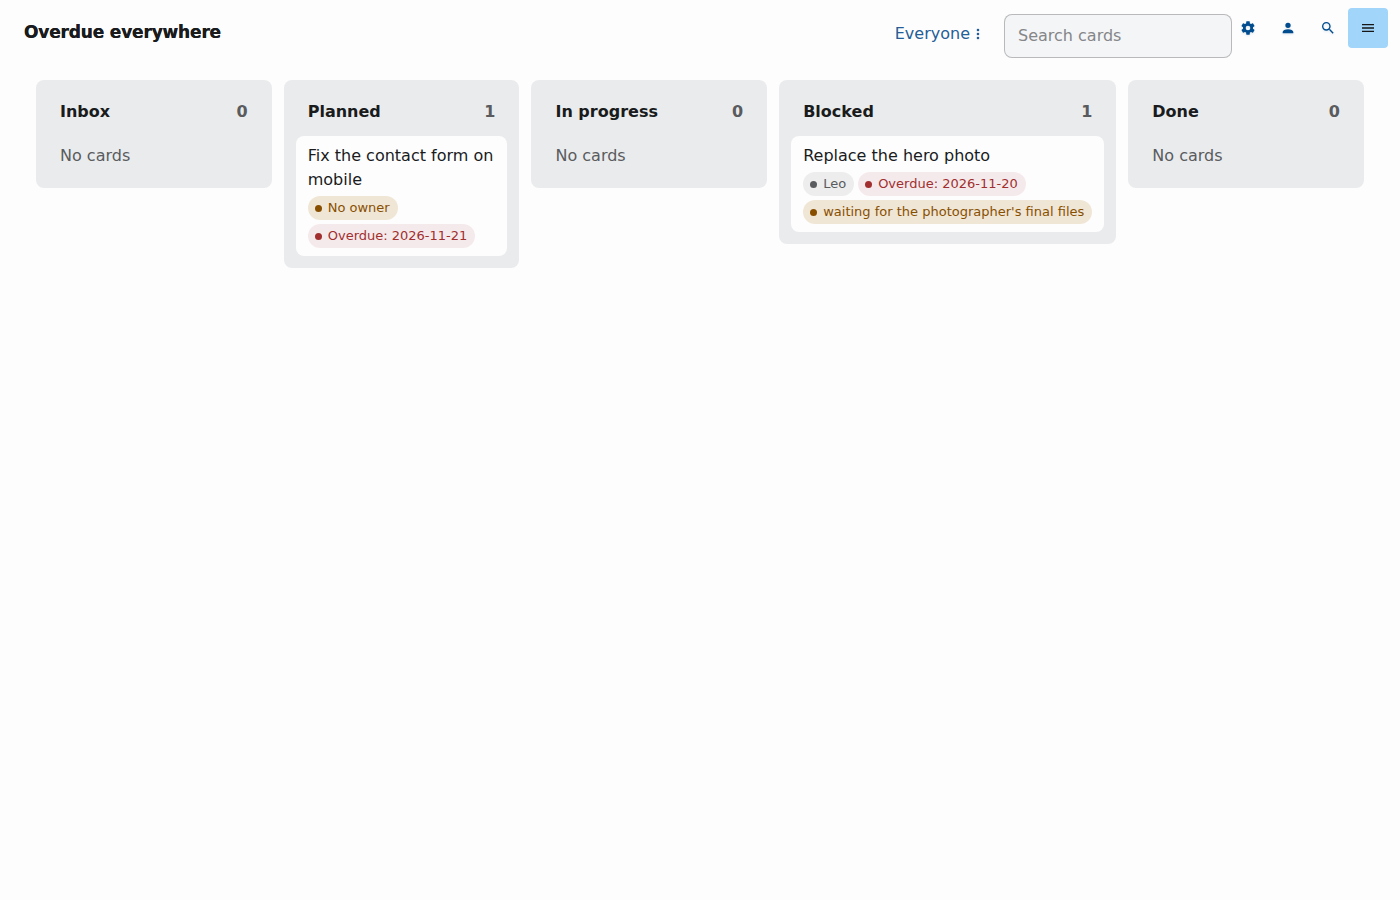 Overdue everywhere
Everyone
Search cards
Inbox 0
No cards
Planned 1
Fix the contact form on
mobile
No owner
Overdue: 2026-11-21
In progress 0
No cards
Blocked 1
Replace the hero photo
Leo Overdue: 2026-11-20
waiting for the photographer's final files
Done 0
No cards